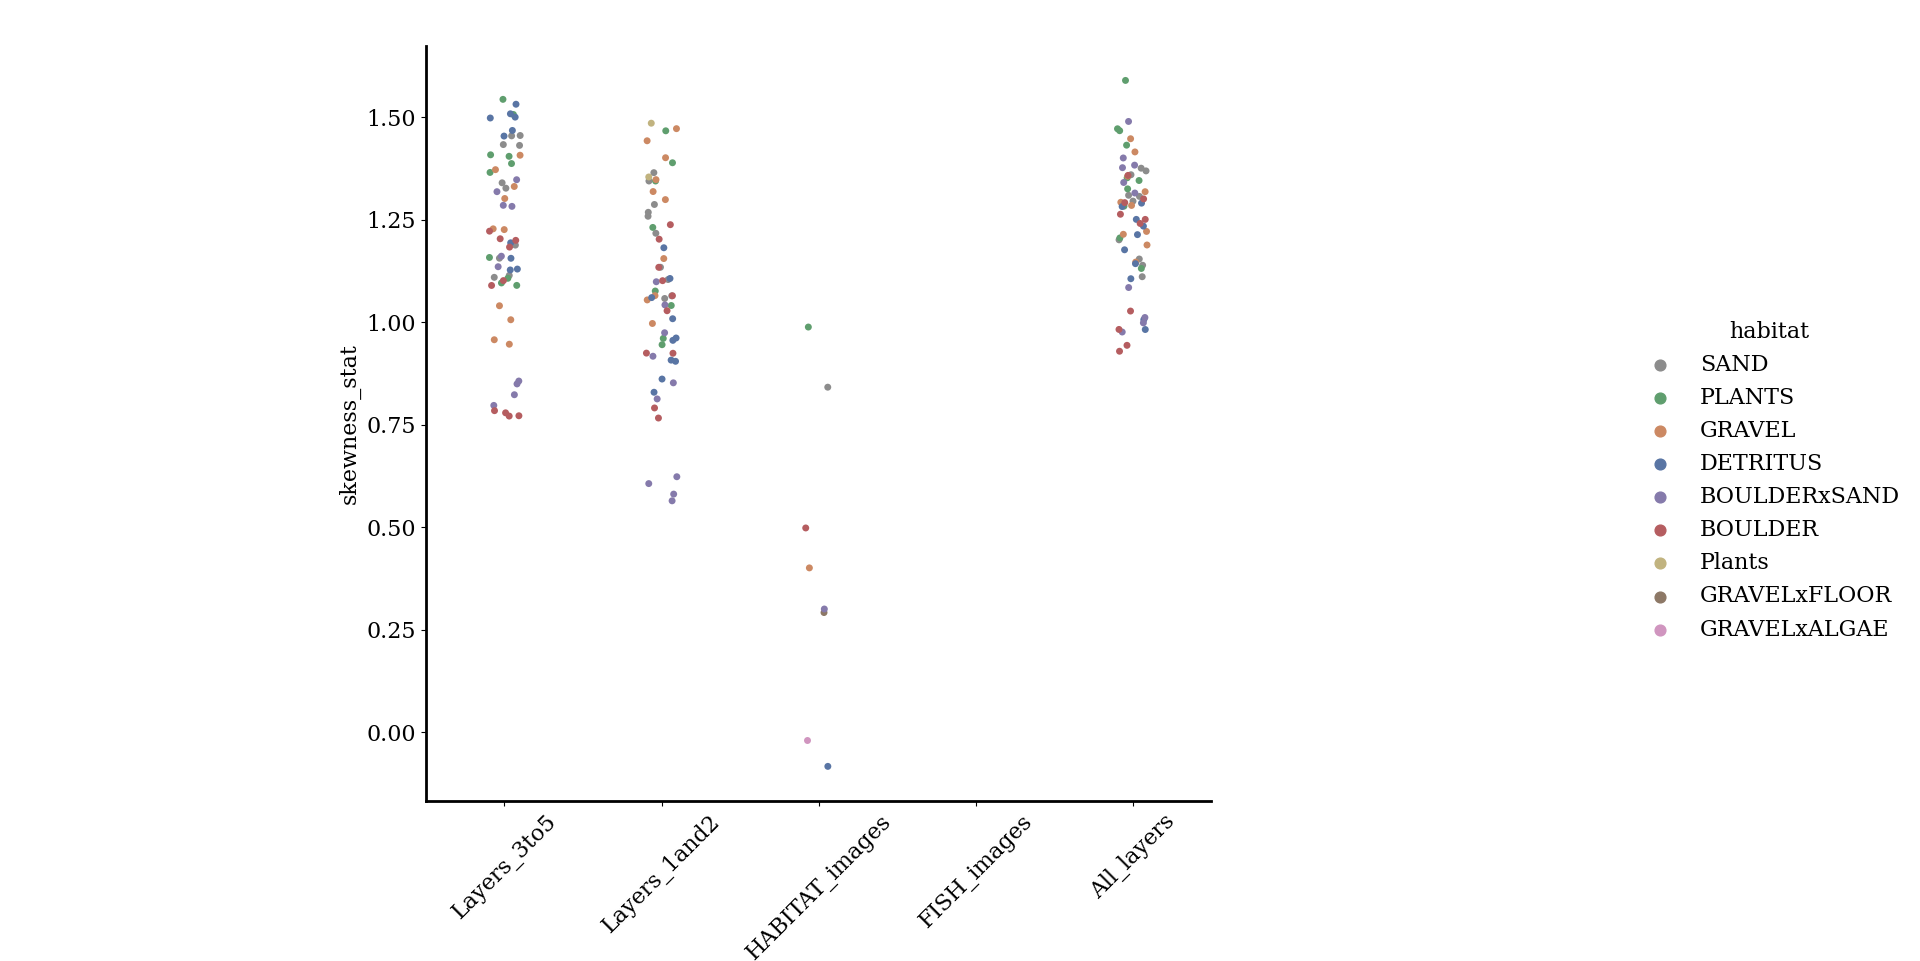 skewness_stat
1.50
1.25
1.00
0.75
0.50
0.25
0.00
Layers_3to5
Layers_1and2
HABITAT_images
FISH_images
All_layers
habitat
SAND
PLANTS
GRAVEL
DETRITUS
BOULDERxSAND
BOULDER
Plants
GRAVELxFLOOR
GRAVELxALGAE